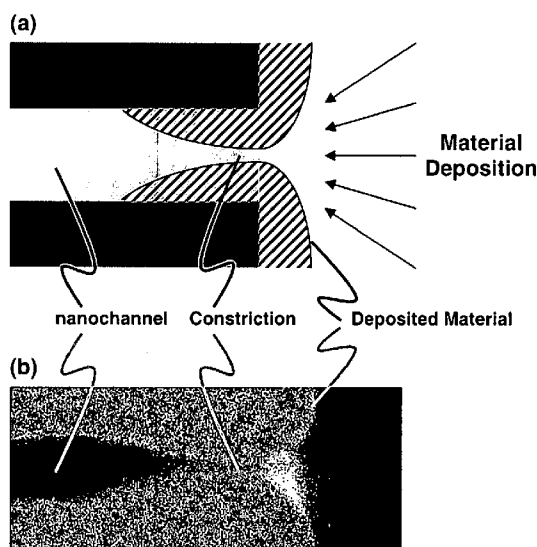 (a)
Material
Deposition
nanochannel Constriction Deposited Material
(b)